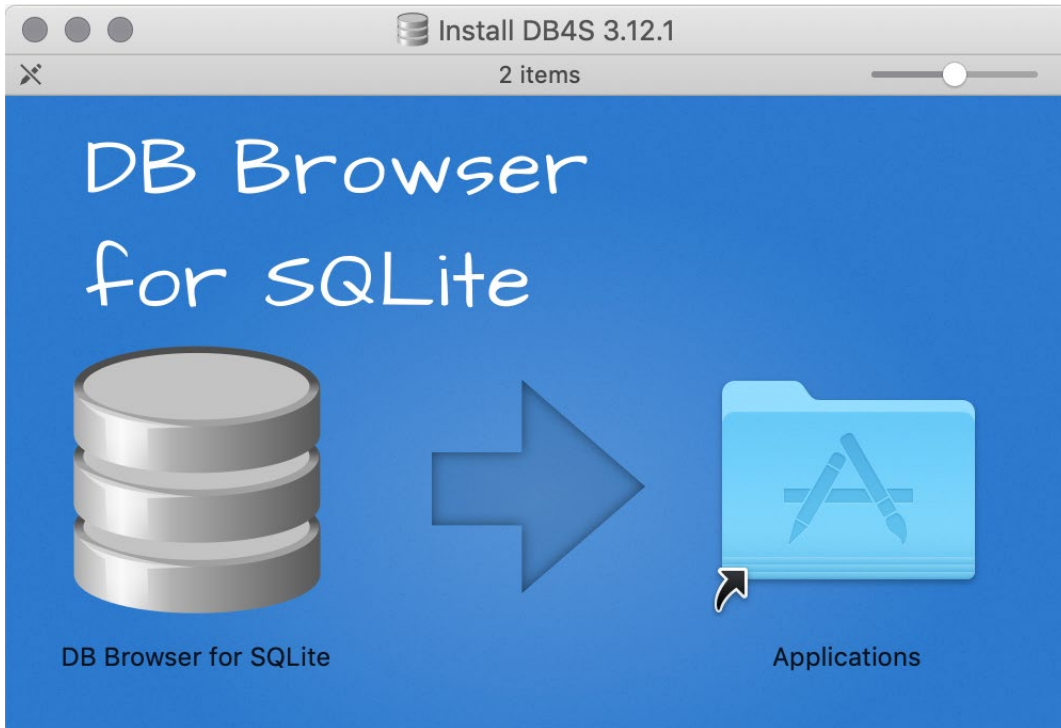 Install DB4S 3.12.1
2 items
DB Browser
for SQLite
DB Browser for SQLite
Applications